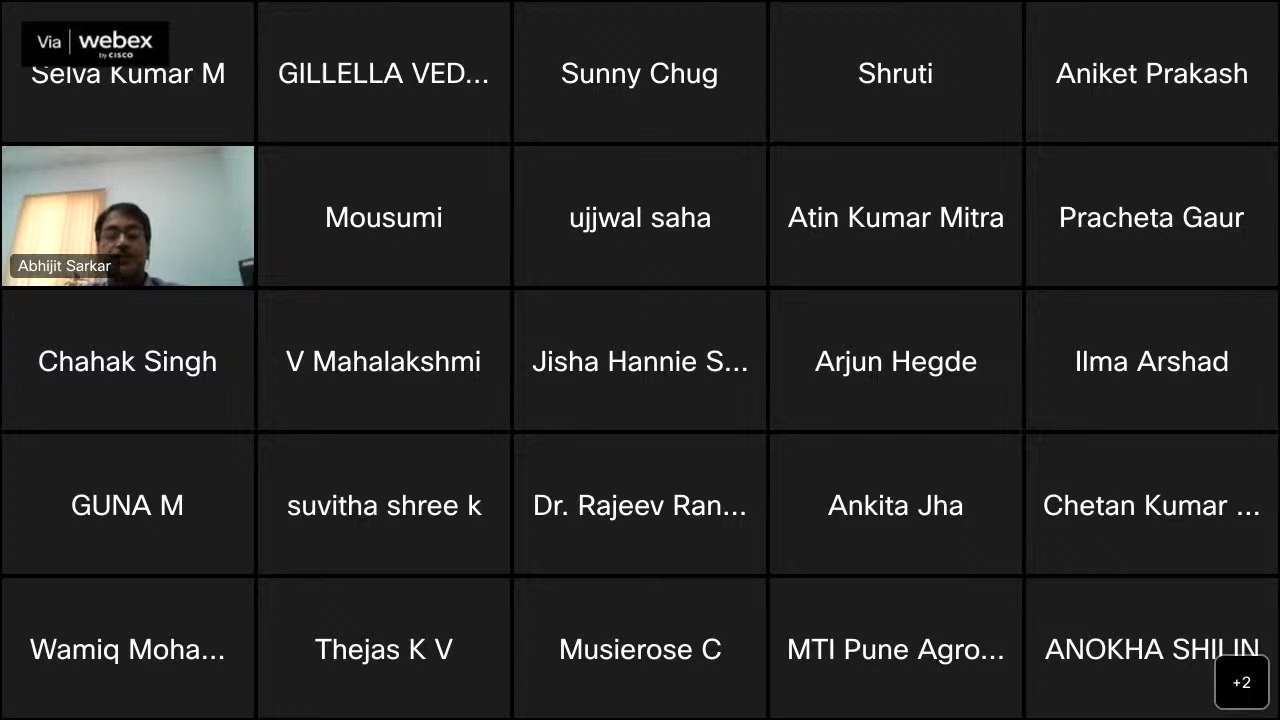 Via webex
by CISCO
Selva Kumar M
GILLELLA VED...
Sunny Chug
Shruti
Aniket Prakash
Abhijit Sarkar
Mousumi
ujjwal saha
Atin Kumar Mitra
Pracheta Gaur
Chahak Singh
V Mahalakshmi
Jisha Hannie S...
Arjun Hegde
Ilma Arshad
GUNA M
suvitha shree k
Dr. Rajeev Ran...
Ankita Jha
Chetan Kumar ...
Wamiq Moha...
Thejas K V
Musierose C
MTI Pune Agro...
ANOKHA SHILIN
+2